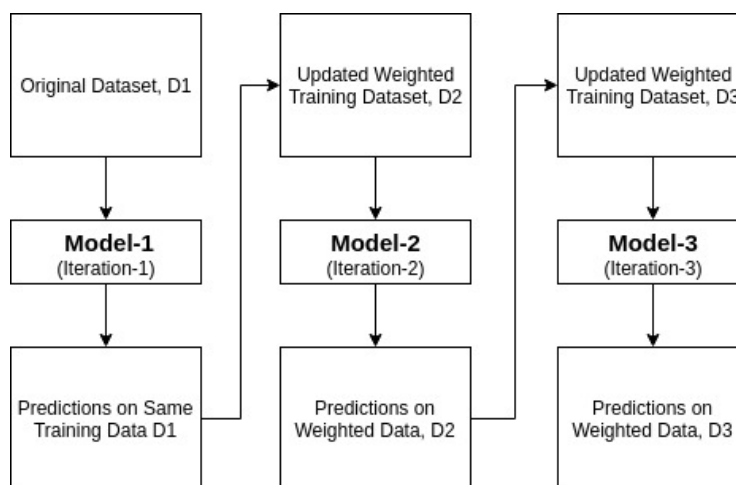 Original Dataset, D1
Model-1
(Iteration-1)
Predictions on Same
Training Data D1
Updated Weighted
Training Dataset, D2
Model-2
(Iteration-2)
Predictions on
Weighted Data, D2
Updated Weighted
Training Dataset, D3
Model-3
(Iteration-3)
Predictions on
Weighted Data, D3